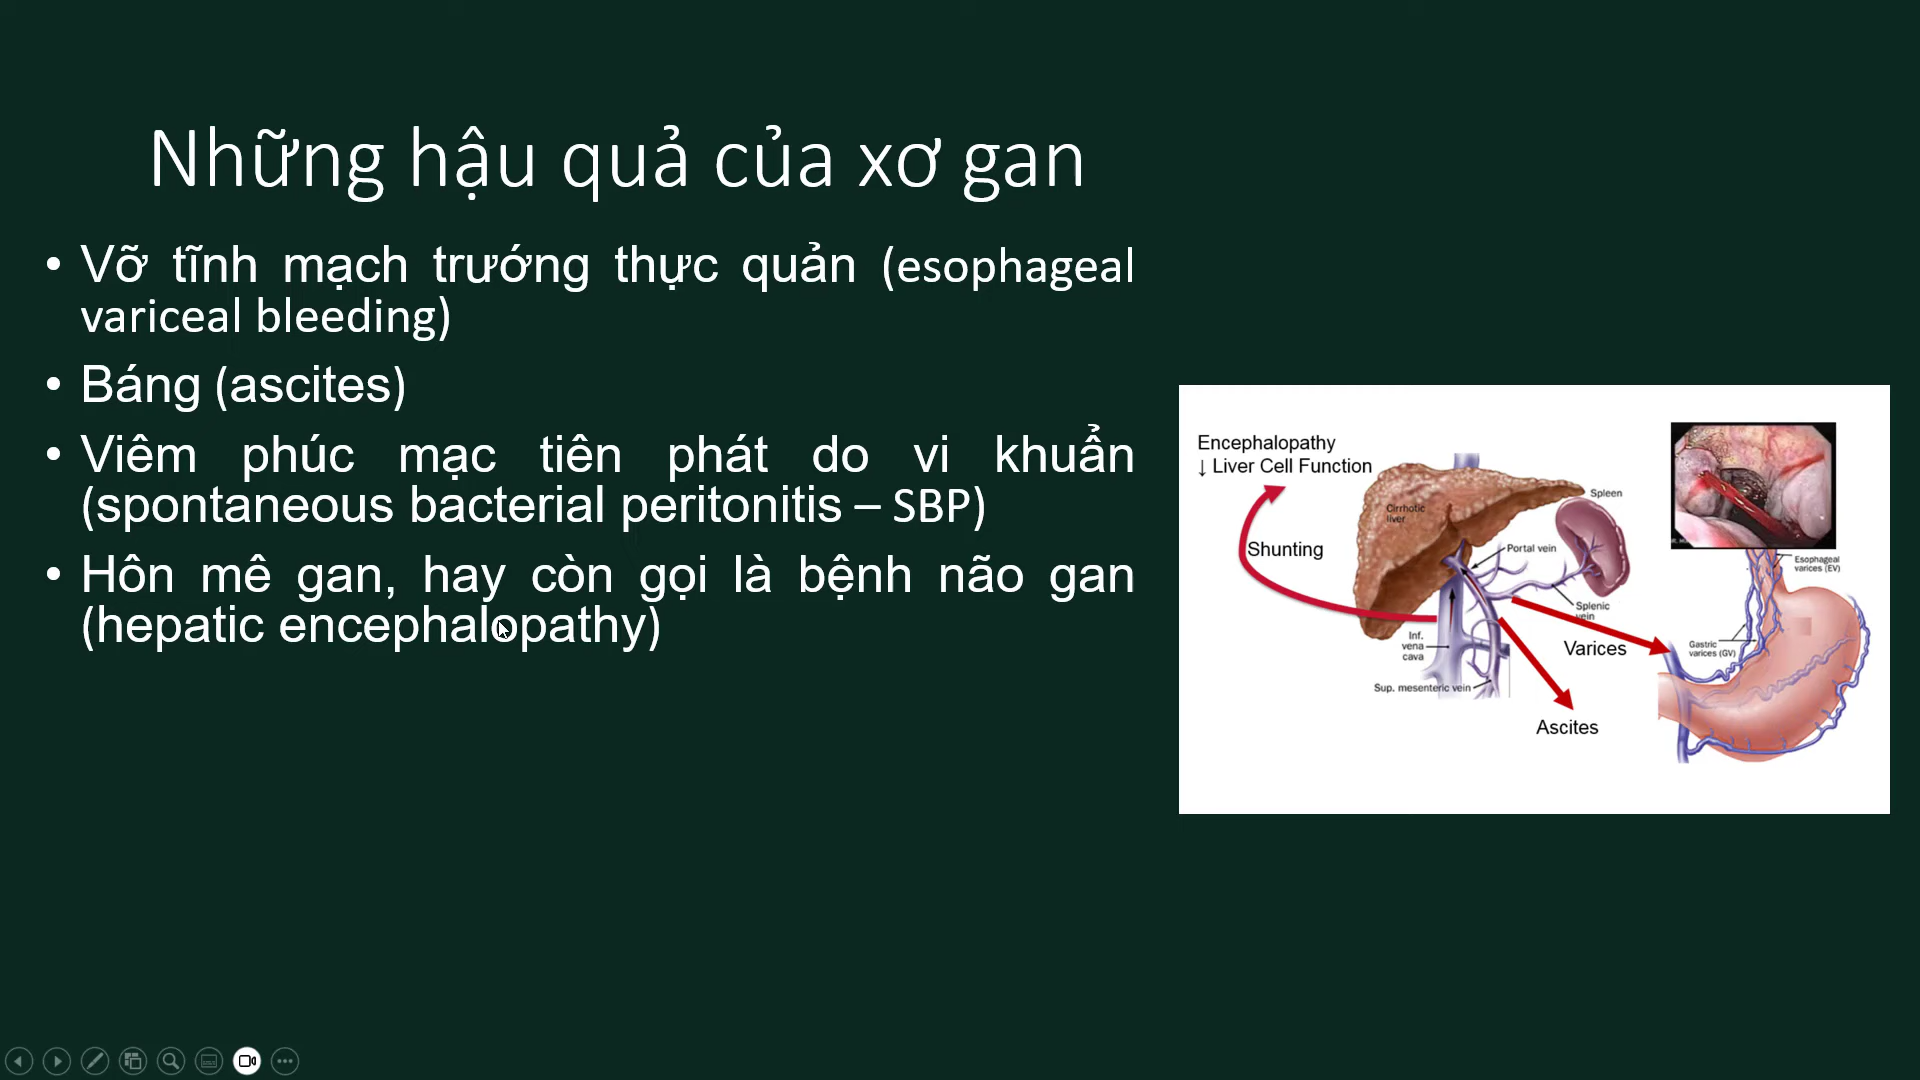 Những hậu quả của xơ gan
• Vỡ tĩnh mạch trướng thực quản (esophageal
variceal bleeding)
• Báng (ascites)
• Viêm phúc mạc tiên phát do vi khuẩn
(spontaneous bacterial peritonitis – SBP)
• Hôn mê gan, hay còn gọi là bệnh não gan
(hepatic encephalopathy)
Encephalopathy
↓ Liver Cell Function
Shunting
Cirrhotic
liver
Spleen
Portal vein
Splenic
vein
Inf.
vena
cava
Sup. mesenteric vein
Varices
Ascites
Esophageal
varices (EV)
Gastric
varices (GV)